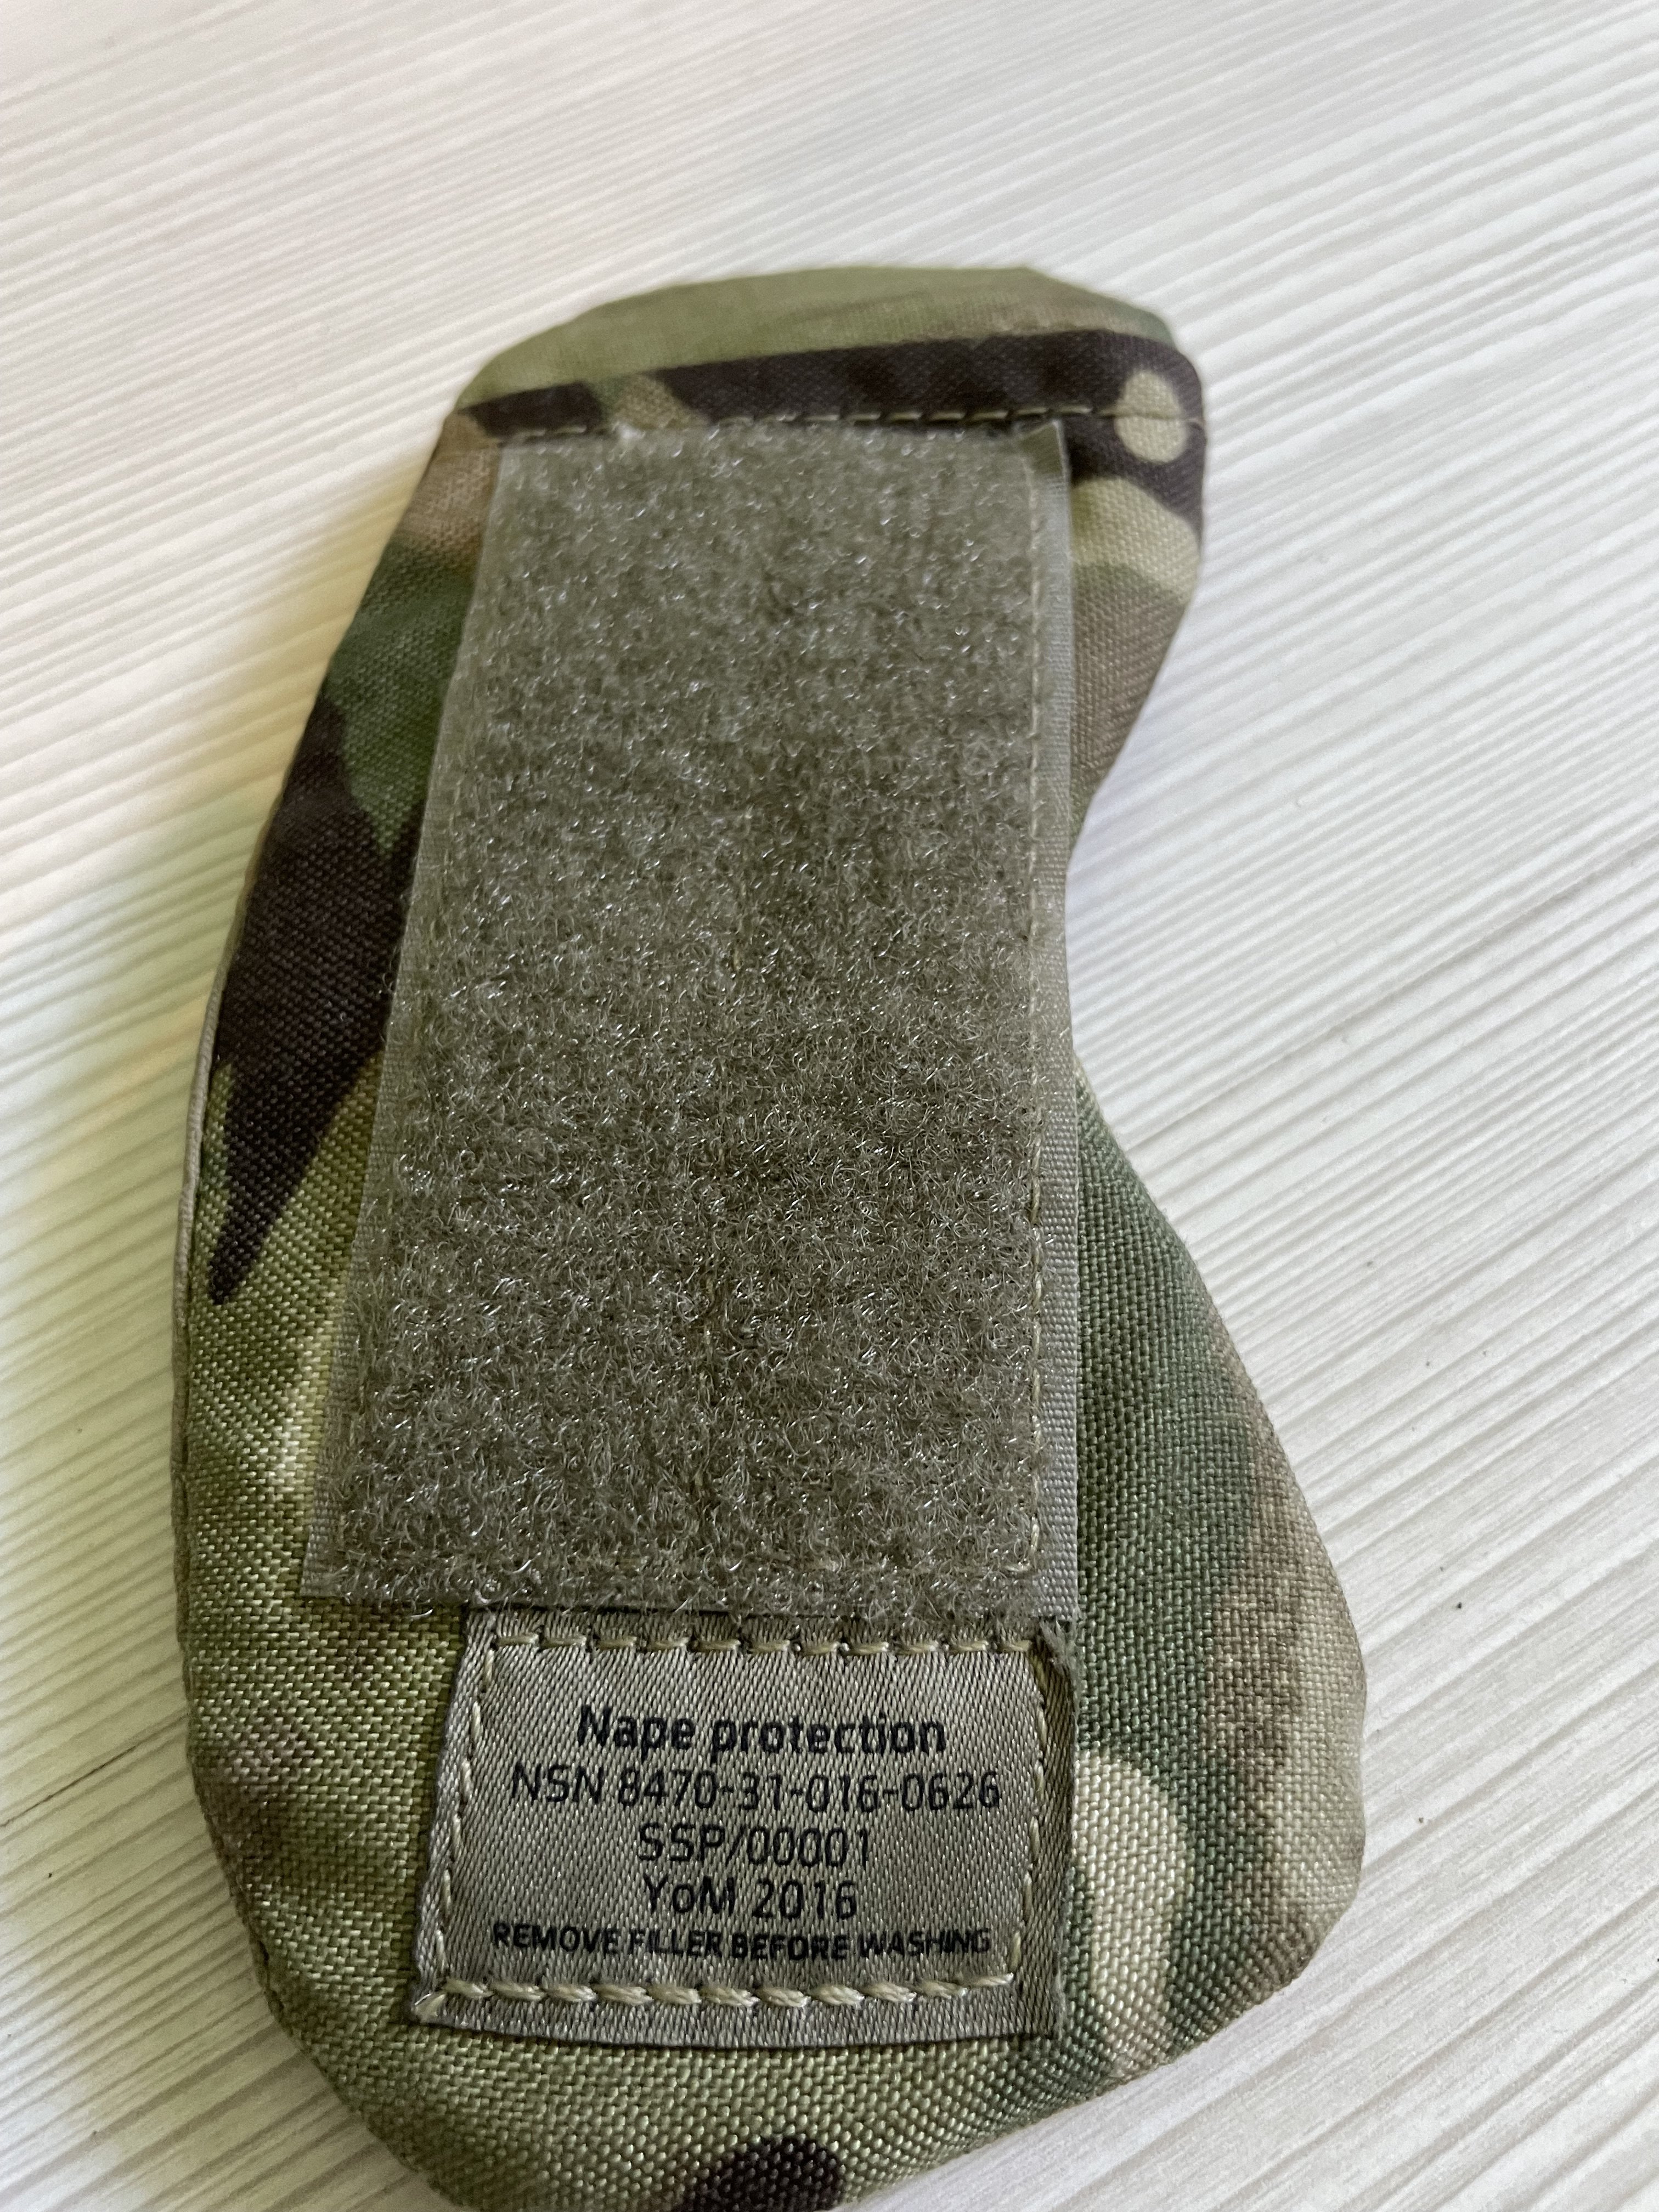 Nape protection
NSN 8470-31-016-0626
SSP/00001
YoM 2016
REMOVE FILLER BEFORE WASHING